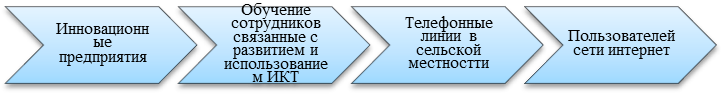 Инновационн
ые
предприятия
Обучение
сотрудников
связанные с
развитием и
использование
м ИКТ
Телефонные
линии в
сельской
местностти
Пользователей
сети интернет